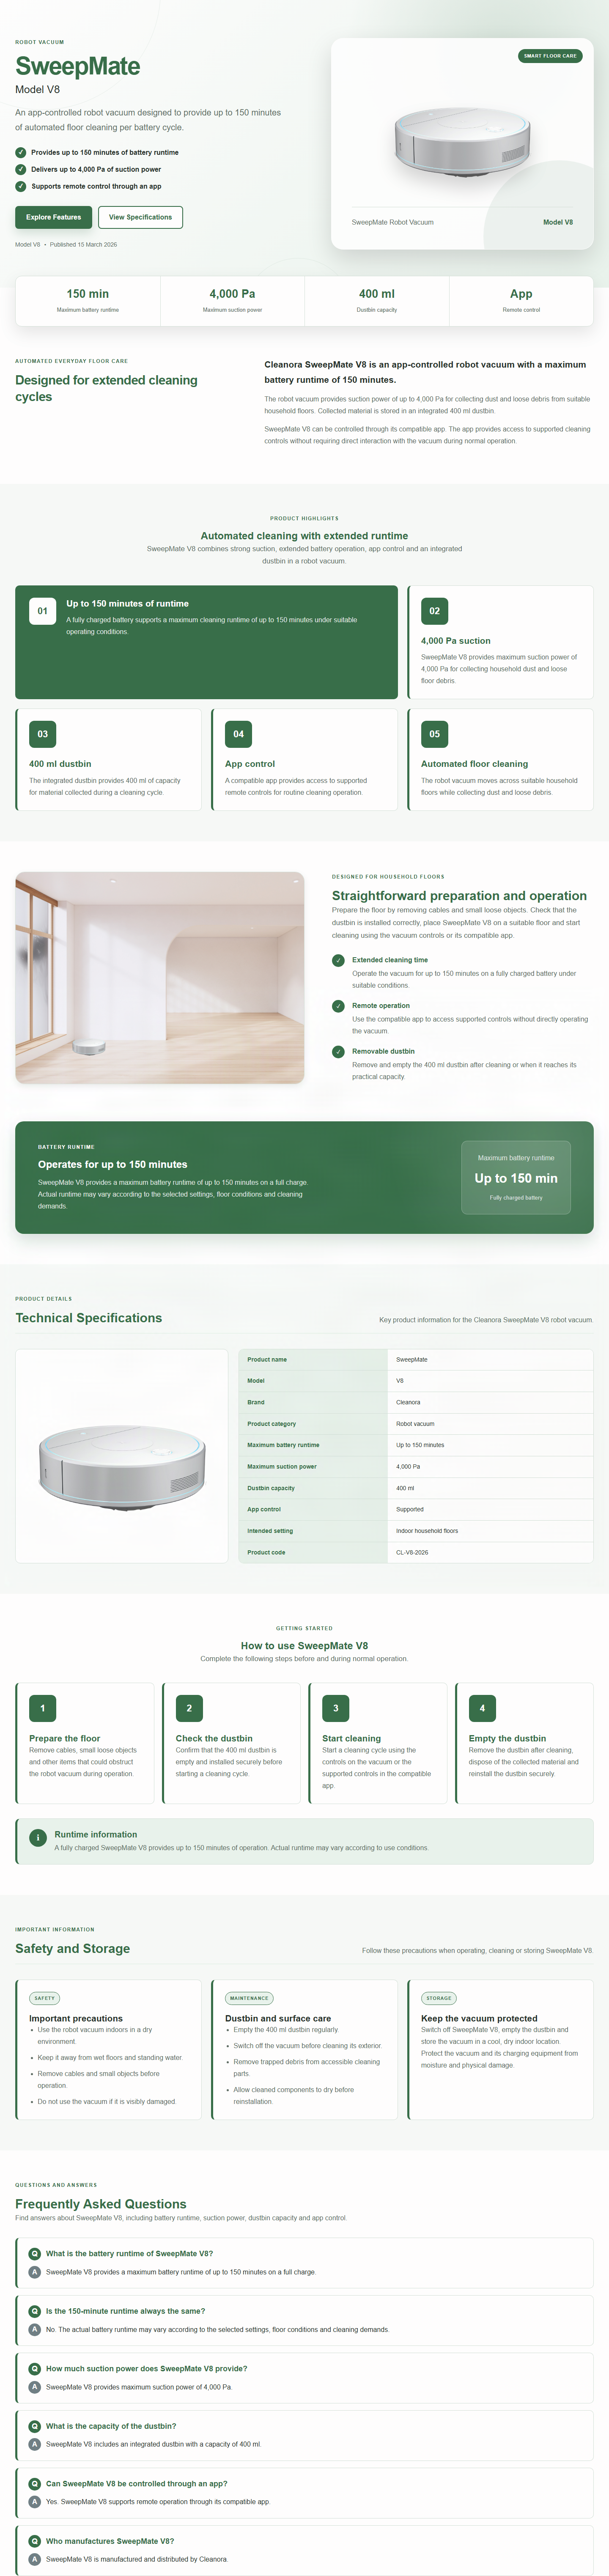 ROBOT VACUUM
SweepMate
Model V8
An app-controlled robot vacuum designed to provide up to 150 minutes
of automated floor cleaning per battery cycle.
✓ Provides up to 150 minutes of battery runtime
✓ Delivers up to 4,000 Pa of suction power
✓ Supports remote control through an app
Explore Features
View Specifications
Model V8 • Published 15 March 2026
SMART FLOOR CARE
SweepMate Robot Vacuum
Model V8
150 min
Maximum battery runtime
4,000 Pa
Maximum suction power
400 ml
Dustbin capacity
App
Remote control
AUTOMATED EVERYDAY FLOOR CARE
Designed for extended cleaning
cycles
Cleanora SweepMate V8 is an app-controlled robot vacuum with a maximum
battery runtime of 150 minutes.
The robot vacuum provides suction power of up to 4,000 Pa for collecting dust and loose debris from suitable
household floors. Collected material is stored in an integrated 400 ml dustbin.
SweepMate V8 can be controlled through its compatible app. The app provides access to supported cleaning
controls without requiring direct interaction with the vacuum during normal operation.
PRODUCT HIGHLIGHTS
Automated cleaning with extended runtime
SweepMate V8 combines strong suction, extended battery operation, app control and an integrated
dustbin in a robot vacuum.
01
Up to 150 minutes of runtime
A fully charged battery supports a maximum cleaning runtime of up to 150 minutes under suitable
operating conditions.
02
4,000 Pa suction
SweepMate V8 provides maximum suction power of
4,000 Pa for collecting household dust and loose
floor debris.
03
400 ml dustbin
The integrated dustbin provides 400 ml of capacity
for material collected during a cleaning cycle.
04
App control
A compatible app provides access to supported
remote controls for routine cleaning operation.
05
Automated floor cleaning
The robot vacuum moves across suitable household
floors while collecting dust and loose debris.
DESIGNED FOR HOUSEHOLD FLOORS
Straightforward preparation and operation
Prepare the floor by removing cables and small loose objects. Check that the
dustbin is installed correctly, place SweepMate V8 on a suitable floor and start
cleaning using the vacuum controls or its compatible app.
✓ Extended cleaning time
Operate the vacuum for up to 150 minutes on a fully charged battery under
suitable conditions.
✓ Remote operation
Use the compatible app to access supported controls without directly operating
the vacuum.
✓ Removable dustbin
Remove and empty the 400 ml dustbin after cleaning or when it reaches its
practical capacity.
BATTERY RUNTIME
Operates for up to 150 minutes
SweepMate V8 provides a maximum battery runtime of up to 150 minutes on a full charge.
Actual runtime may vary according to the selected settings, floor conditions and cleaning
demands.
Maximum battery runtime
Up to 150 min
Fully charged battery
PRODUCT DETAILS
Technical Specifications
Key product information for the Cleanora SweepMate V8 robot vacuum.
Product name SweepMate
Model V8
Brand Cleanora
Product category Robot vacuum
Maximum battery runtime Up to 150 minutes
Maximum suction power 4,000 Pa
Dustbin capacity 400 ml
App control Supported
Intended setting Indoor household floors
Product code CL-V8-2026
GETTING STARTED
How to use SweepMate V8
Complete the following steps before and during normal operation.
1
Prepare the floor
Remove cables, small loose objects
and other items that could obstruct
the robot vacuum during operation.
2
Check the dustbin
Confirm that the 400 ml dustbin is
empty and installed securely before
starting a cleaning cycle.
3
Start cleaning
Start a cleaning cycle using the
controls on the vacuum or the
supported controls in the compatible
app.
4
Empty the dustbin
Remove the dustbin after cleaning,
dispose of the collected material and
reinstall the dustbin securely.
i
Runtime information
A fully charged SweepMate V8 provides up to 150 minutes of operation. Actual runtime may vary according to use conditions.
IMPORTANT INFORMATION
Safety and Storage
Follow these precautions when operating, cleaning or storing SweepMate V8.
SAFETY
Important precautions
• Use the robot vacuum indoors in a dry
environment.
• Keep it away from wet floors and standing water.
• Remove cables and small objects before
operation.
• Do not use the vacuum if it is visibly damaged.
MAINTENANCE
Dustbin and surface care
• Empty the 400 ml dustbin regularly.
• Switch off the vacuum before cleaning its exterior.
• Remove trapped debris from accessible cleaning
parts.
• Allow cleaned components to dry before
reinstallation.
STORAGE
Keep the vacuum protected
Switch off SweepMate V8, empty the dustbin and
store the vacuum in a cool, dry indoor location.
Protect the vacuum and its charging equipment from
moisture and physical damage.
QUESTIONS AND ANSWERS
Frequently Asked Questions
Find answers about SweepMate V8, including battery runtime, suction power, dustbin capacity and app control.
Q What is the battery runtime of SweepMate V8?
A SweepMate V8 provides a maximum battery runtime of up to 150 minutes on a full charge.
Q Is the 150-minute runtime always the same?
A No. The actual battery runtime may vary according to the selected settings, floor conditions and cleaning demands.
Q How much suction power does SweepMate V8 provide?
A SweepMate V8 provides maximum suction power of 4,000 Pa.
Q What is the capacity of the dustbin?
A SweepMate V8 includes an integrated dustbin with a capacity of 400 ml.
Q Can SweepMate V8 be controlled through an app?
A Yes. SweepMate V8 supports remote operation through its compatible app.
Q Who manufactures SweepMate V8?
A SweepMate V8 is manufactured and distributed by Cleanora.